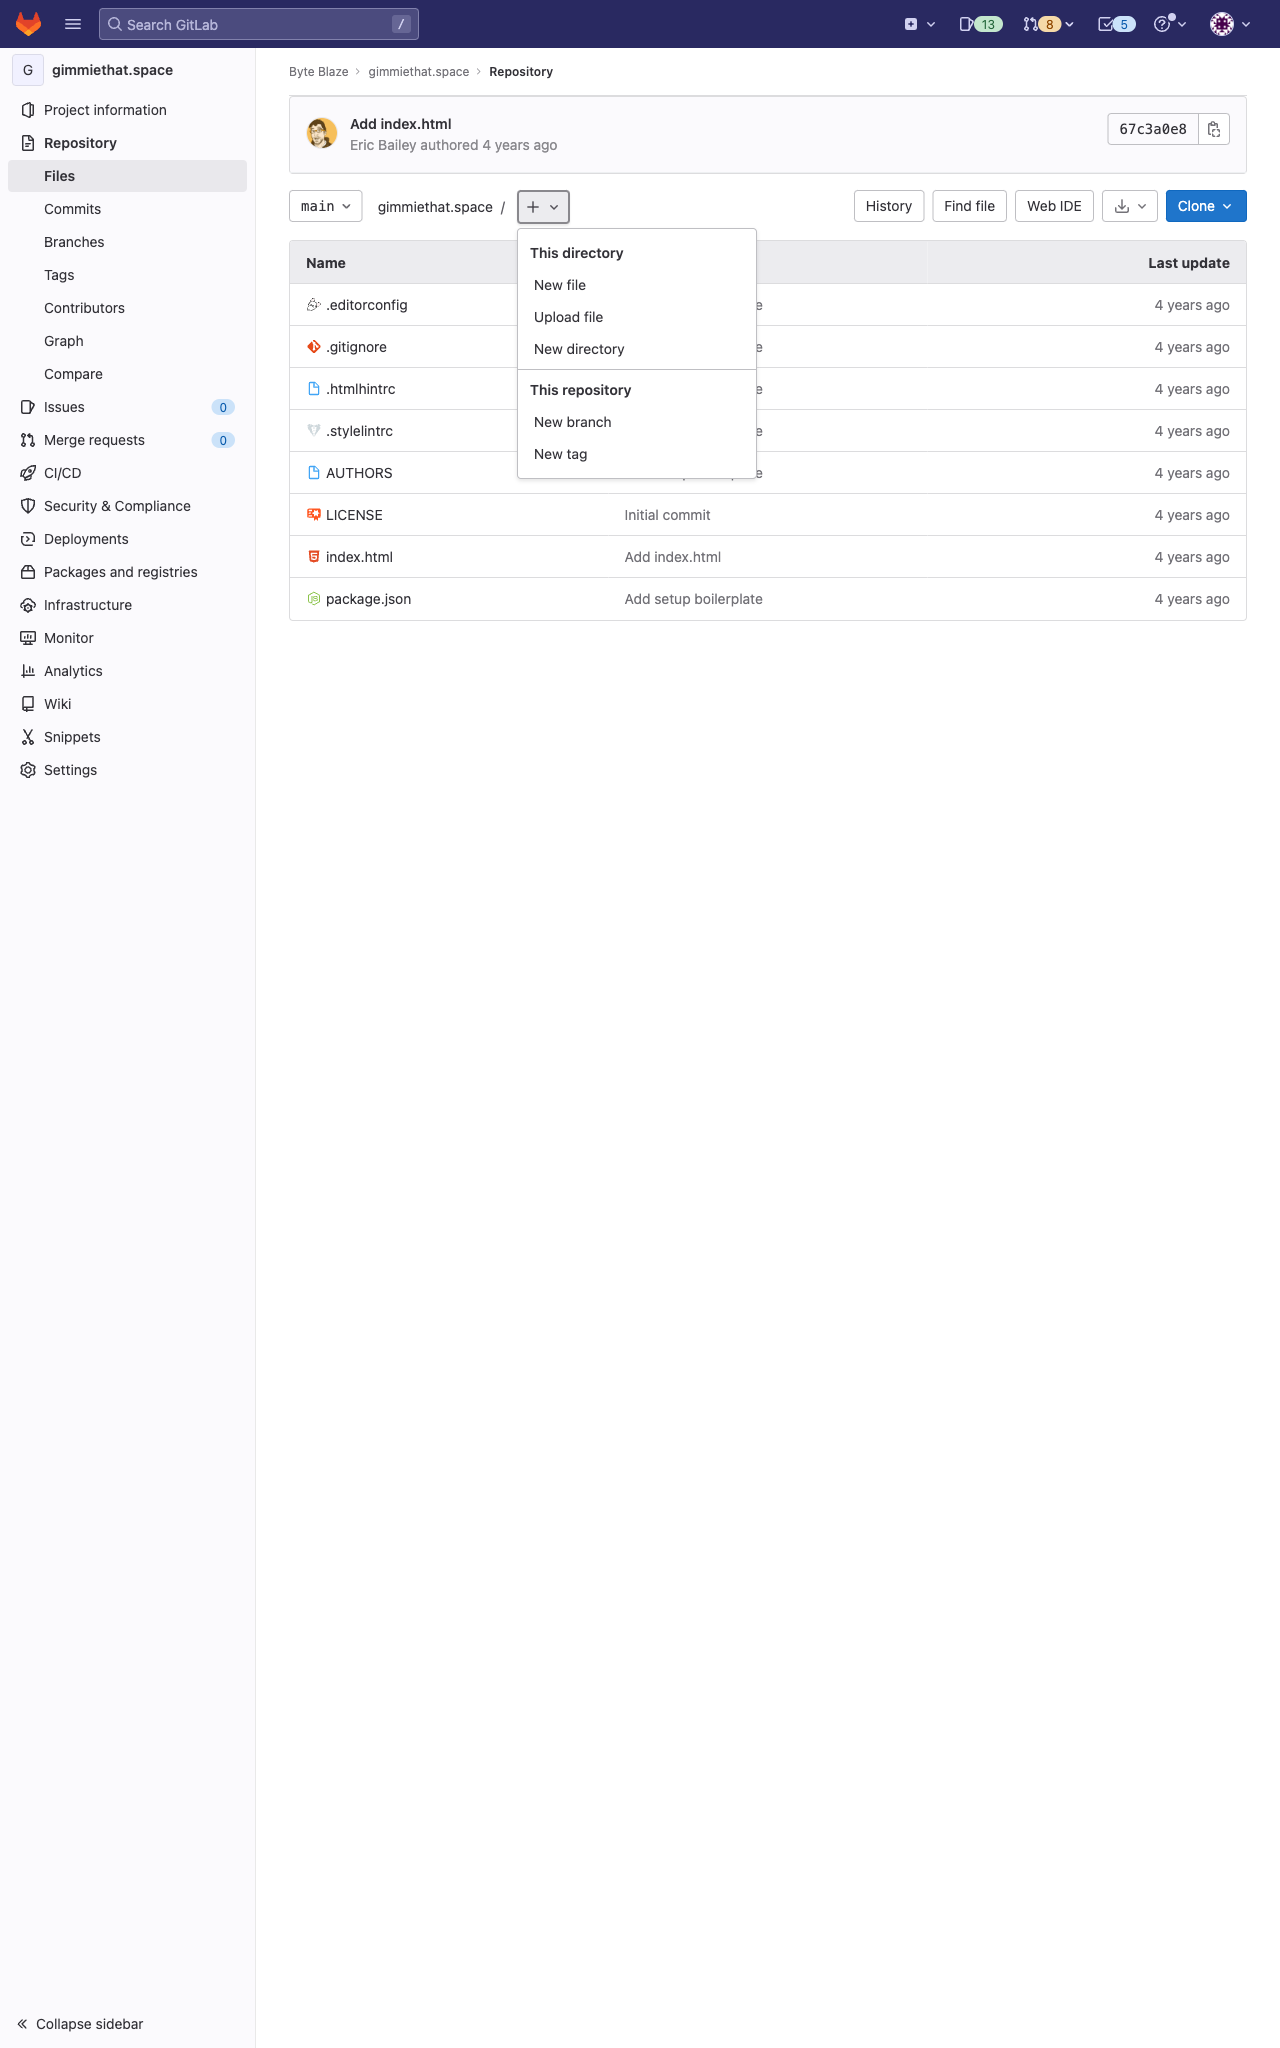 Search GitLab /
13
8
5
G gimmiethat.space
Project information
Repository
Files
Commits
Branches
Tags
Contributors
Graph
Compare
Issues 0
Merge requests 0
CI/CD
Security & Compliance
Deployments
Packages and registries
Infrastructure
Monitor
Analytics
Wiki
Snippets
Settings
Collapse sidebar
Byte Blaze > gimmiethat.space > Repository
Add index.html
Eric Bailey authored 4 years ago
67c3a0e8
main gimmiethat.space / +
History Find file Web IDE Clone
This directory
New file
Upload file
New directory
This repository
New branch
New tag
Name Last update
.editorconfig e 4 years ago
.gitignore e 4 years ago
.htmlhintrc e 4 years ago
.stylelintrc e 4 years ago
AUTHORS e 4 years ago
LICENSE Initial commit 4 years ago
index.html Add index.html 4 years ago
package.json Add setup boilerplate 4 years ago